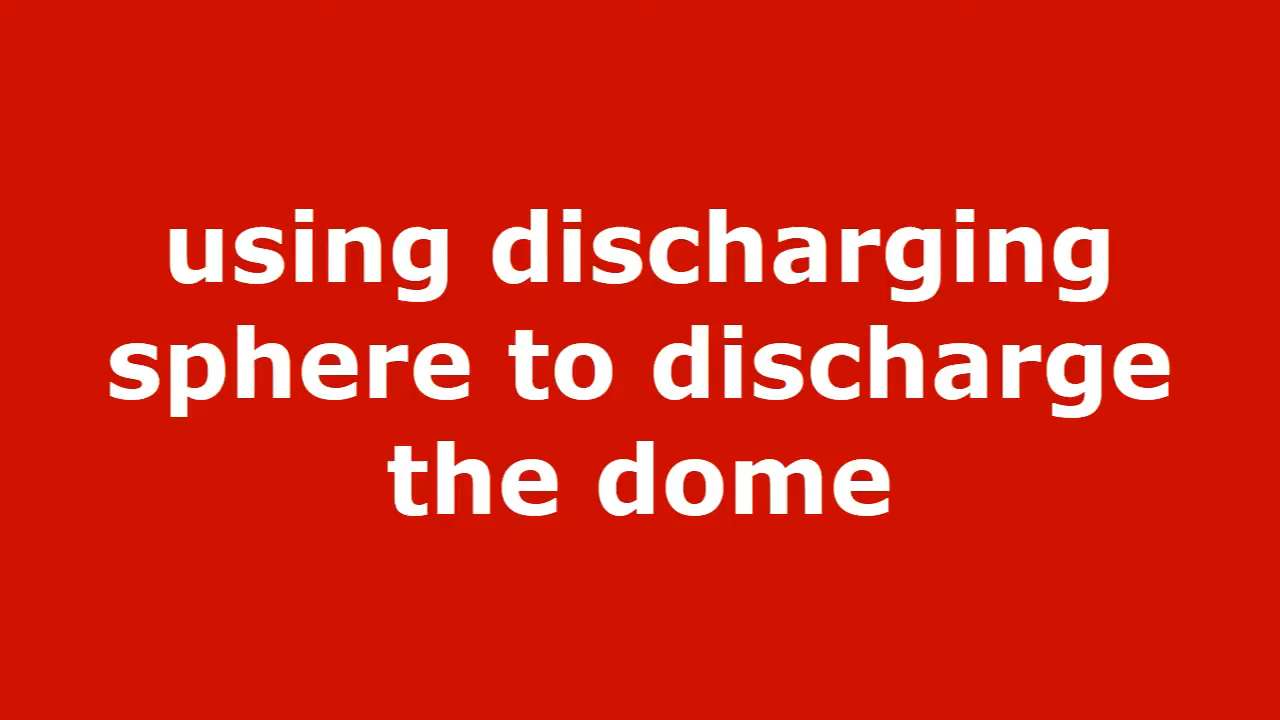 using discharging
sphere to discharge
the dome